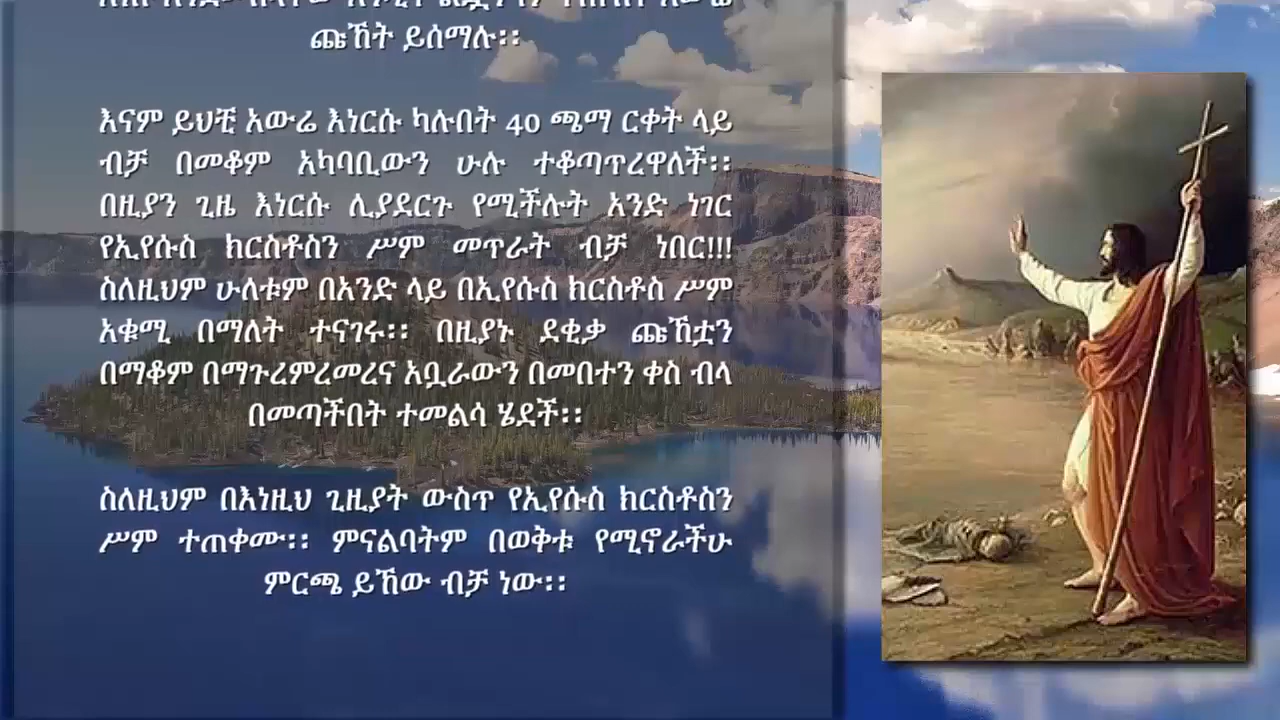 ጩኸት ይሰማሉ፡፡
እናም ይህቺ አውሬ እነርሱ ካሉበት 40 ጫማ ርቀት ላይ
ብቻ በመቆም አካባቢውን ሁሉ ተቆጣጥረዋለች፡፡
በዚያን ጊዜ እነርሱ ሊያደርጉ የሚችሉት አንድ ነገር
የኢየሱስ ክርስቶስን ሥም መጥራት ብቻ ነበር!!!
ስለዚህም ሁለቱም በአንድ ላይ በኢየሱስ ክርስቶስ ሥም
አቁሚ በማለት ተናገሩ፡፡ በዚያኑ ደቂቃ ጩኸቷን
በማቆም በማጉረምረመረና አቧራውን በመበተን ቀስ ብላ
በመጣችበት ተመልሳ ሄደች፡፡
ስለዚህም በእነዚህ ጊዚያት ውስጥ የኢየሱስ ክርስቶስን
ሥም ተጠቀሙ፡፡ ምናልባትም በወቅቱ የሚኖራችሁ
ምርጫ ይኸው ብቻ ነው፡፡